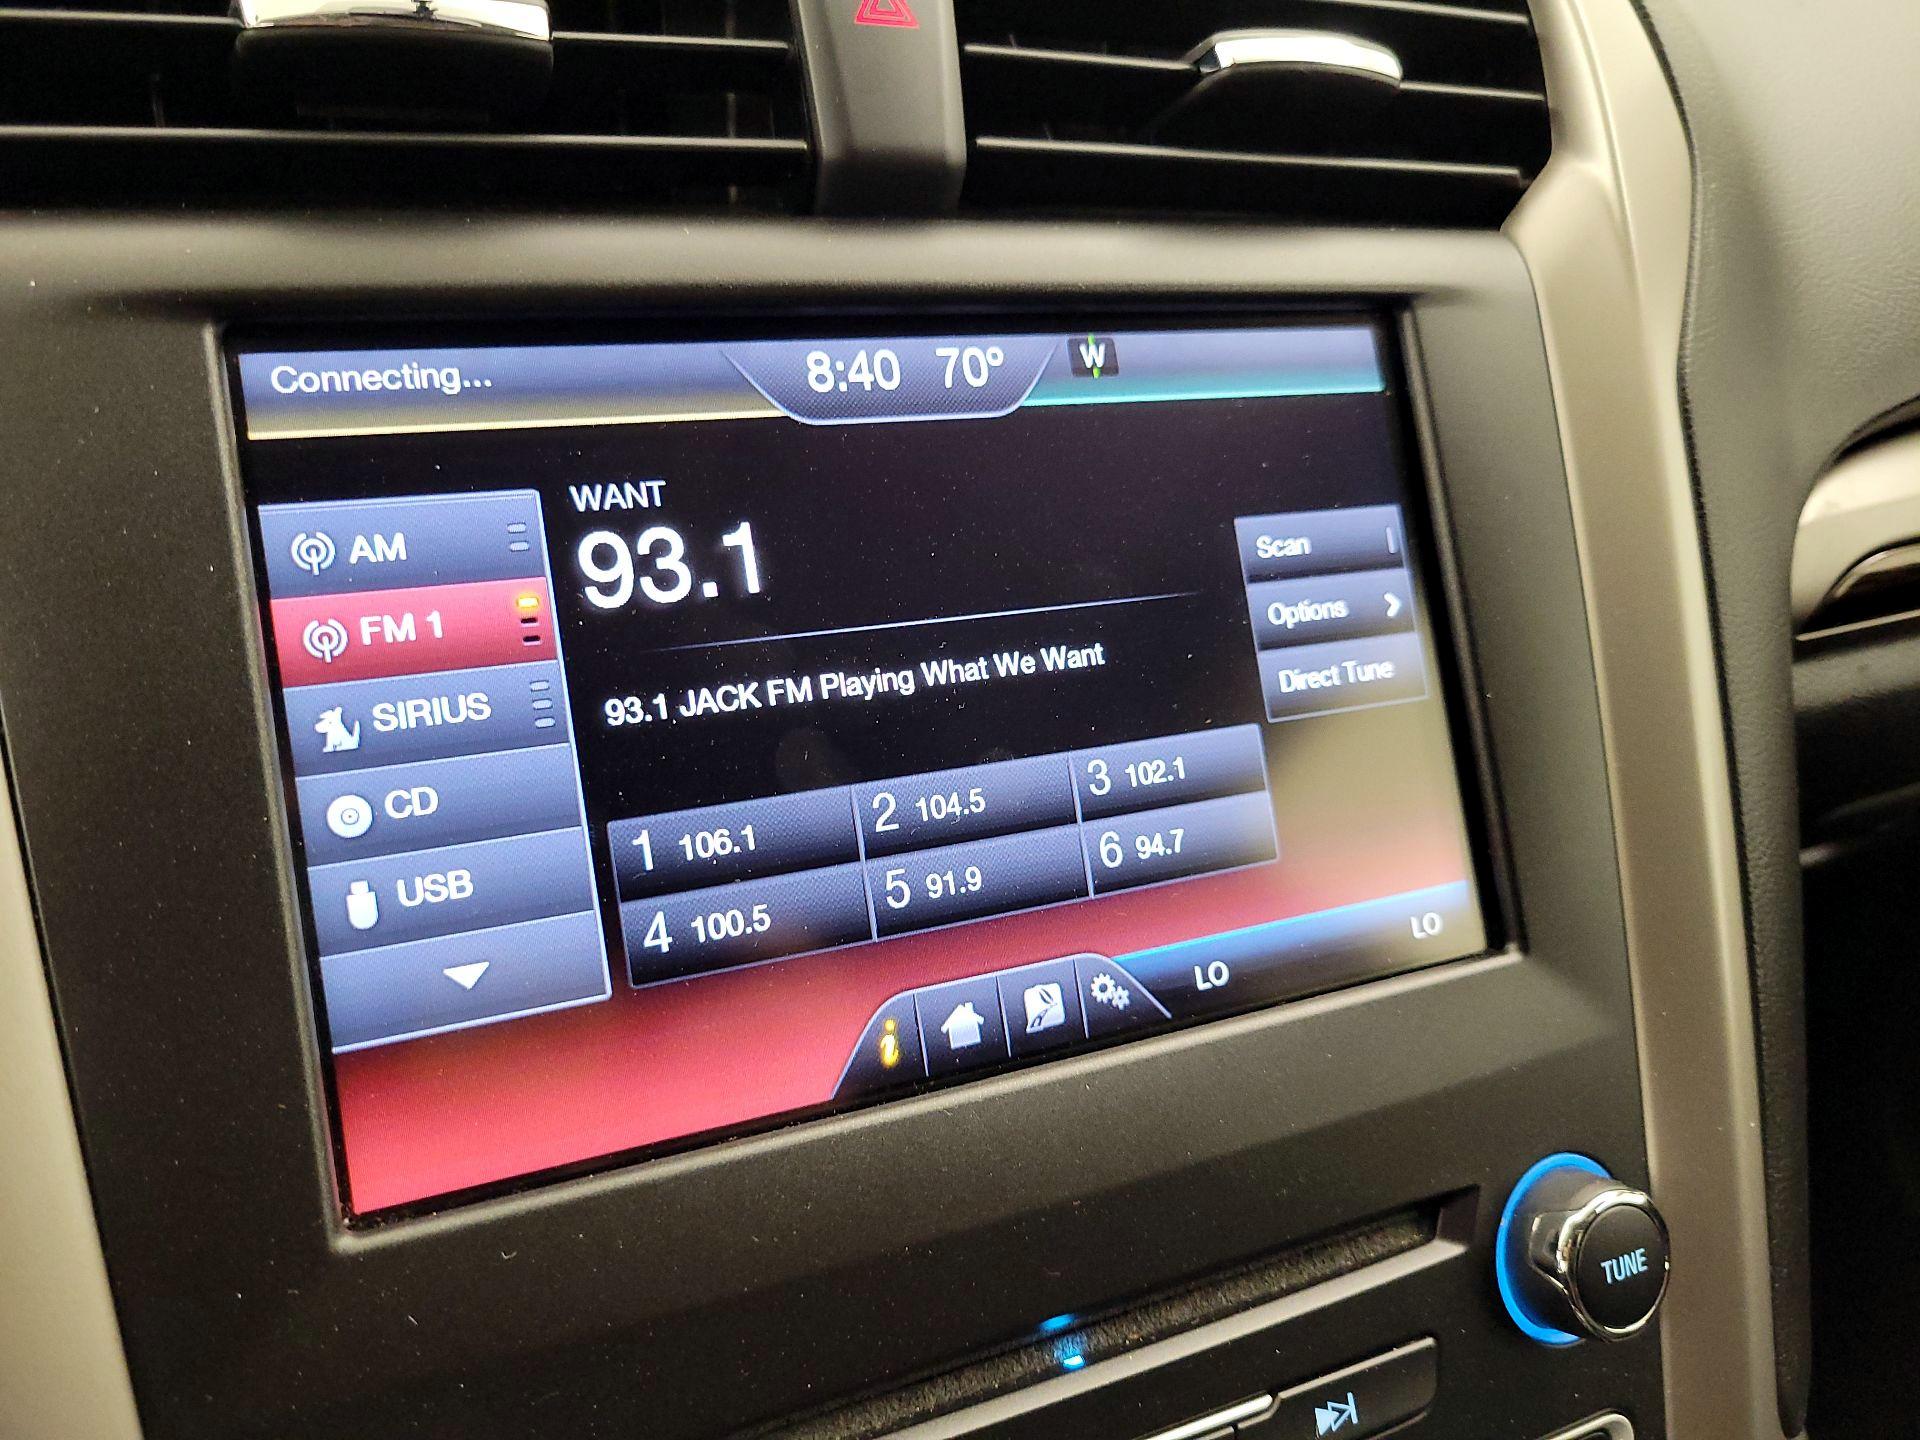 Connecting...
8:40 70°
W
WANT
93.1
AM
FM 1
SIRIUS
CD
USB
93.1 JACK FM Playing What We Want
Scan
Options
Direct Tune
1 106.1
2 104.5
3 102.1
4 100.5
5 91.9
6 94.7
i
LO
LO
TUNE